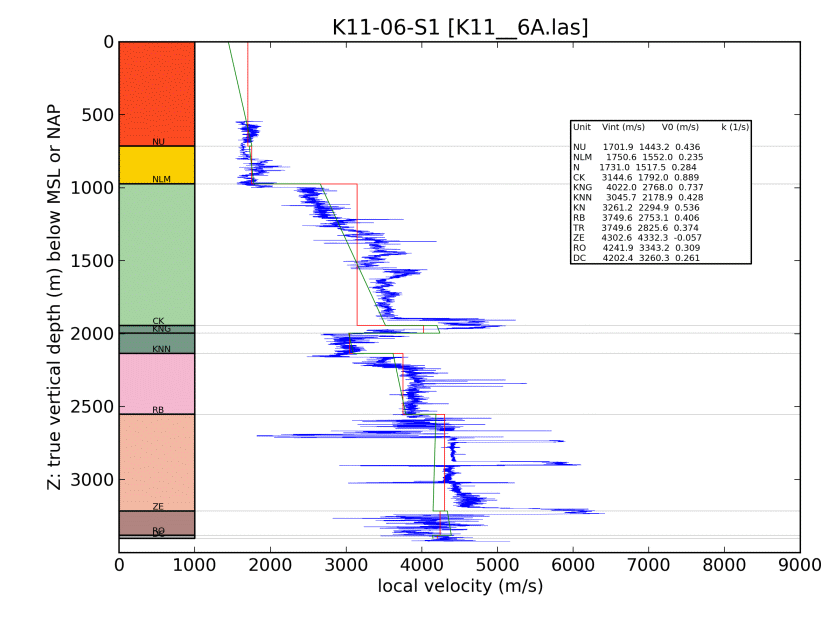 K11-06-S1 [K11__6A.las]
0
500
1000
1500
2000
2500
3000
Z: true vertical depth (m) below MSL or NAP
NU
NLM
CK
KNG
KNN
RB
ZE
RO
DC
Unit Vint (m/s) V0 (m/s) k (1/s)
NU 1701.9 1443.2 0.436
NLM 1750.6 1552.0 0.235
N 1731.0 1517.5 0.284
CK 3144.6 1792.0 0.889
KNG 4022.0 2768.0 0.737
KNN 3045.7 2178.9 0.428
KN 3261.2 2294.9 0.536
RB 3749.6 2753.1 0.406
TR 3749.6 2825.6 0.374
ZE 4302.6 4332.3 -0.057
RO 4241.9 3343.2 0.309
DC 4202.4 3260.3 0.261
0 1000 2000 3000 4000 5000 6000 7000 8000 9000
local velocity (m/s)